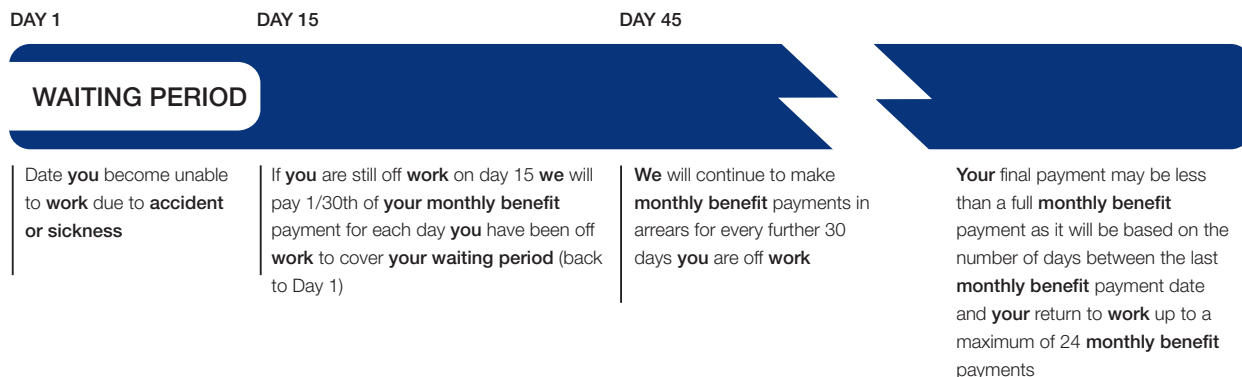 DAY 1
DAY 15
DAY 45
WAITING PERIOD
Date you become unable
to work due to accident
or sickness
If you are still off work on day 15 we will
pay 1/30th of your monthly benefit
payment for each day you have been off
work to cover your waiting period (back
to Day 1)
We will continue to make
monthly benefit payments in
arrears for every further 30
days you are off work
Your final payment may be less
than a full monthly benefit
payment as it will be based on the
number of days between the last
monthly benefit payment date
and your return to work up to a
maximum of 24 monthly benefit
payments